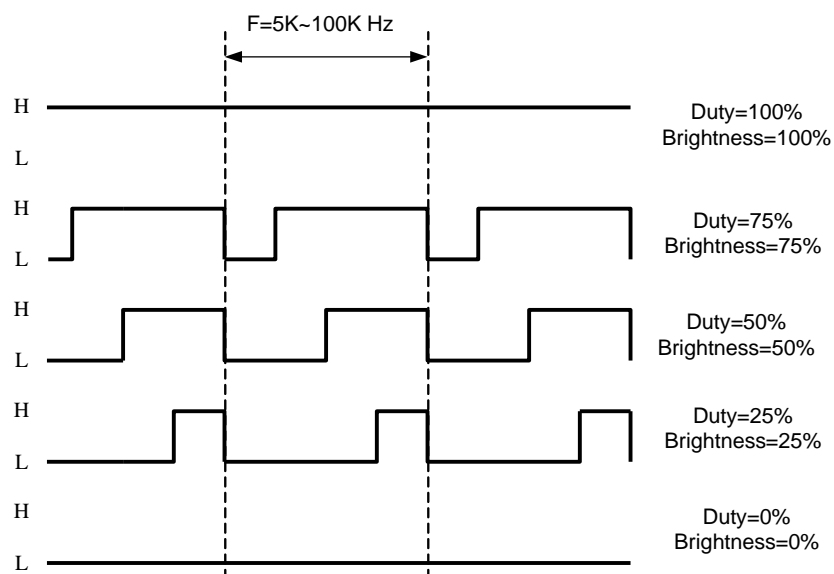 F=5K~100K Hz
H
L
Duty=100%
Brightness=100%
H
L
Duty=75%
Brightness=75%
H
L
Duty=50%
Brightness=50%
H
L
Duty=25%
Brightness=25%
H
L
Duty=0%
Brightness=0%